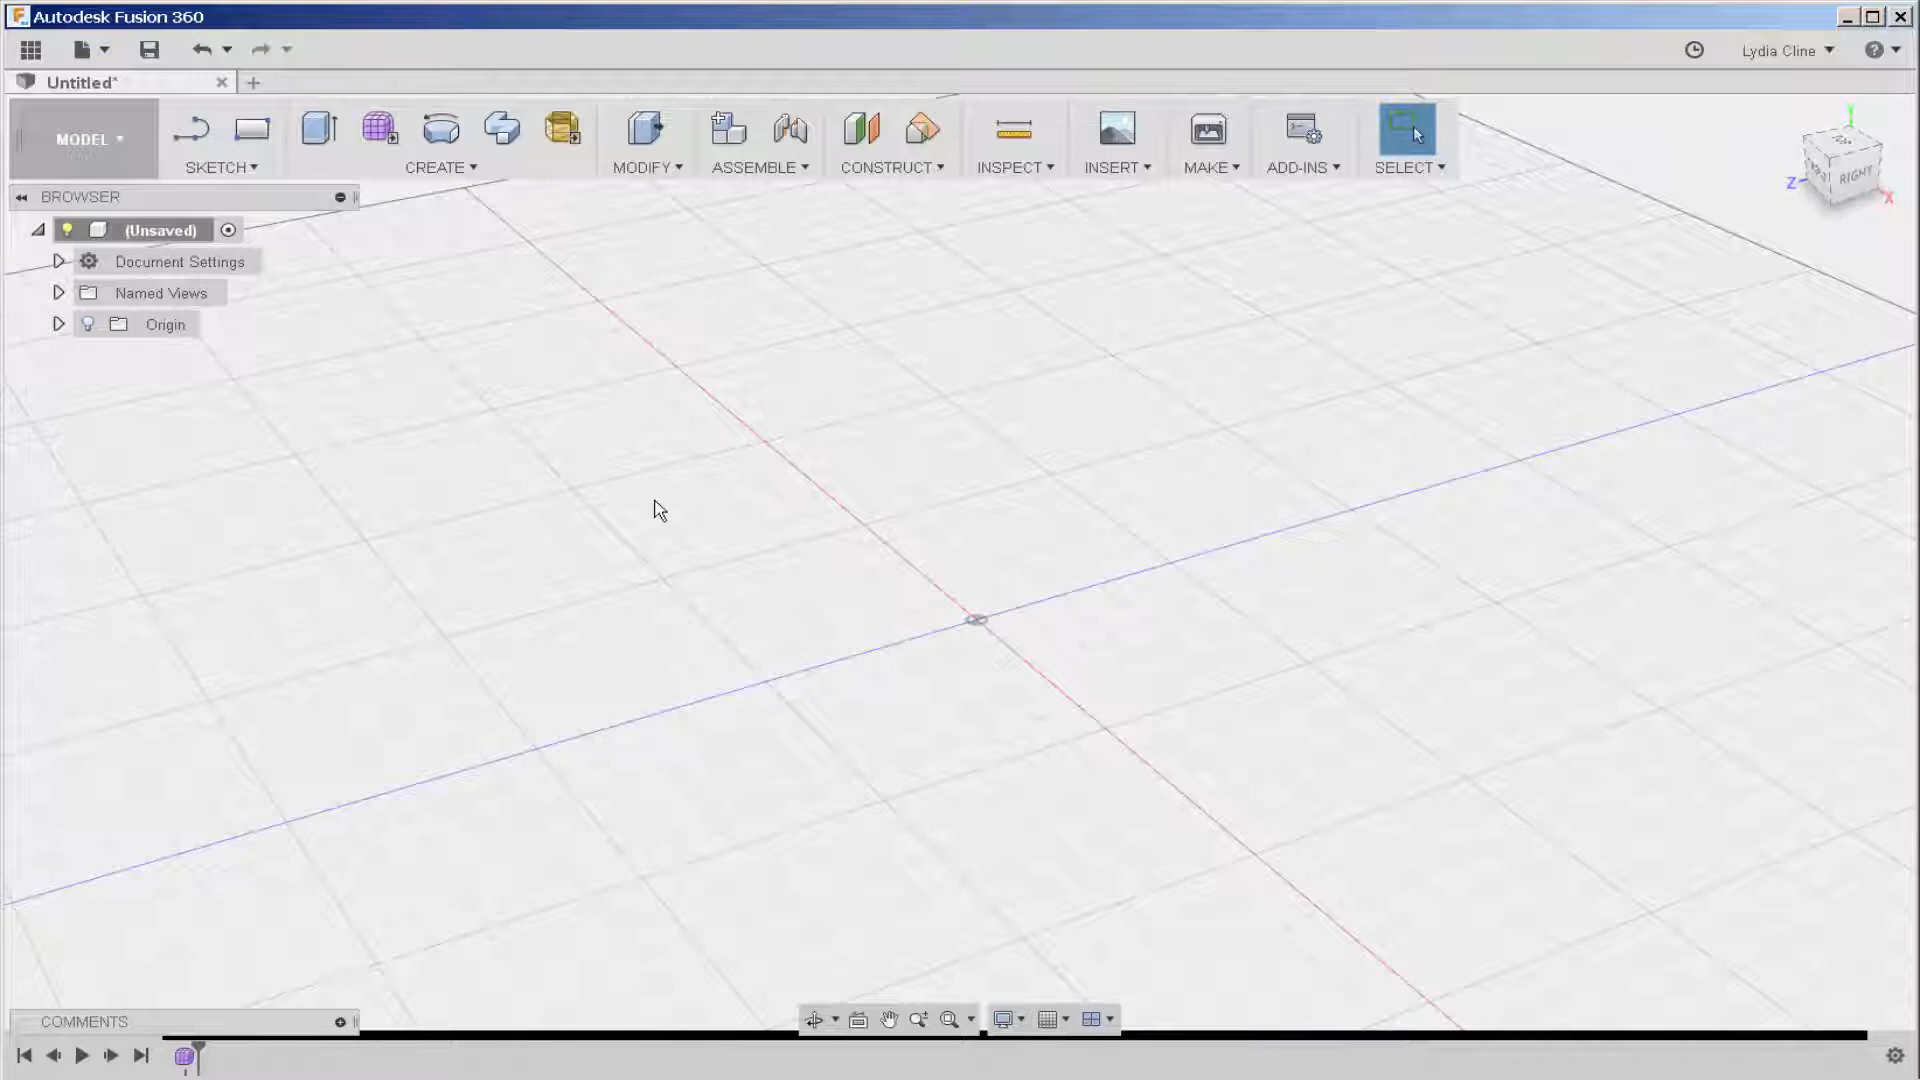 Autodesk Fusion 360
Lydia Cline
Untitled*
MODEL
SKETCH
CREATE
MODIFY
ASSEMBLE
CONSTRUCT
INSPECT
INSERT
MAKE
ADD-INS
SELECT
RIGHT
Z
X
BROWSER
(Unsaved)
Document Settings
Named Views
Origin
COMMENTS